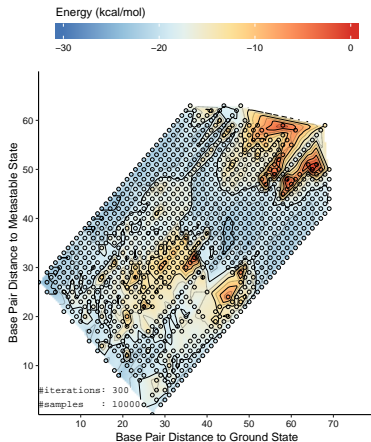 Energy (kcal/mol)
−30 −20 −10 0
Base Pair Distance to Metastable State
60
50
40
30
20
10
#iterations: 300
#samples : 10000
10 20 30 40 50 60 70
Base Pair Distance to Ground State